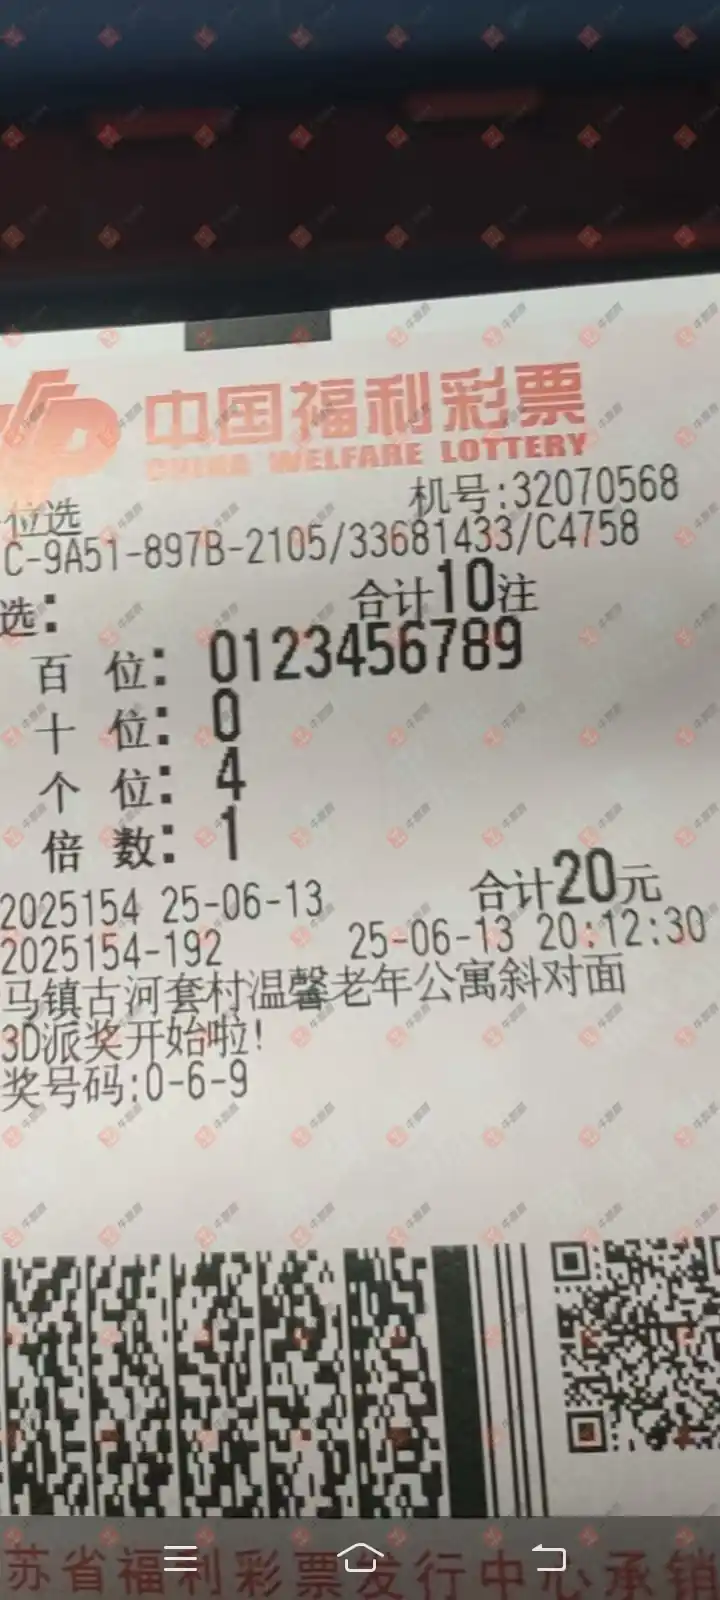 中国福利彩票
CHINA WELFARE LOTTERY
位选
机号:32070568
C-9A51-897B-2105/33681433/C4758
选:
合计10注
百 位: 0123456789
十 位: 0
个 位: 4
倍 数: 1
2025154 25-06-13
合计20元
2025154-192
25-06-13 20:12:30
马镇古河套村温馨老年公寓斜对面
3D派奖开始啦!
奖号码:0-6-9
苏省福利彩票发行中心承销